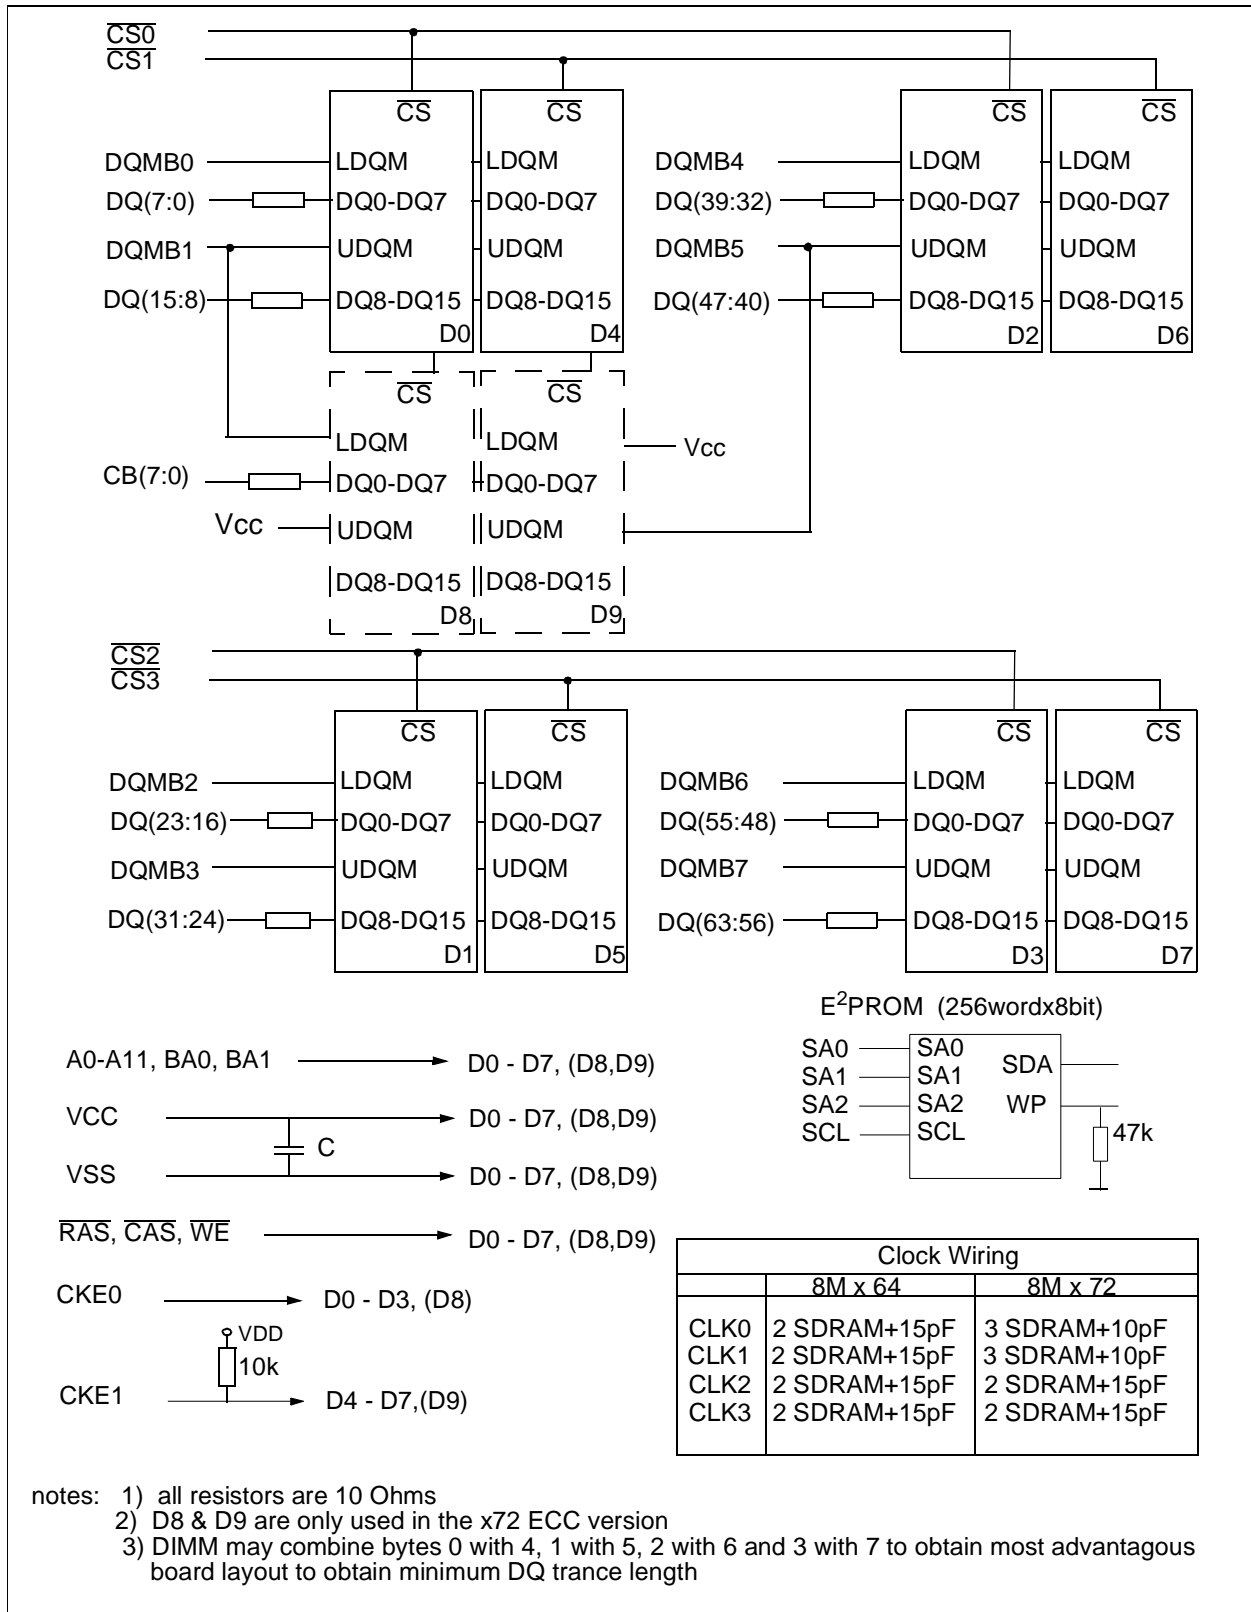 CS0
CS1
CS CS CS CS
DQMB0 LDQM LDQM DQMB4 LDQM LDQM
DQ(7:0) DQ0-DQ7 DQ0-DQ7 DQ(39:32) DQ0-DQ7 DQ0-DQ7
DQMB1 UDQM UDQM DQMB5 UDQM UDQM
DQ(15:8) DQ8-DQ15 DQ8-DQ15 DQ(47:40) DQ8-DQ15 DQ8-DQ15
D0 D4 D2 D6
CS CS
LDQM LDQM Vcc
CB(7:0) DQ0-DQ7 DQ0-DQ7
Vcc UDQM UDQM
DQ8-DQ15 DQ8-DQ15
D8 D9
CS2
CS3
CS CS CS CS
DQMB2 LDQM LDQM DQMB6 LDQM LDQM
DQ(23:16) DQ0-DQ7 DQ0-DQ7 DQ(55:48) DQ0-DQ7 DQ0-DQ7
DQMB3 UDQM UDQM DQMB7 UDQM UDQM
DQ(31:24) DQ8-DQ15 DQ8-DQ15 DQ(63:56) DQ8-DQ15 DQ8-DQ15
D1 D5 D3 D7
E2PROM (256wordx8bit)
SA0 SA0 SDA
SA1 SA1
SA2 SA2 WP
SCL SCL 47k
A0-A11, BA0, BA1 D0 - D7, (D8,D9)
VCC D0 - D7, (D8,D9)
C
VSS D0 - D7, (D8,D9)
RAS, CAS, WE D0 - D7, (D8,D9)
CKE0 D0 - D3, (D8)
VDD
10k
CKE1 D4 - D7,(D9)
Clock Wiring
8M x 64 8M x 72
CLK0 2 SDRAM+15pF 3 SDRAM+10pF
CLK1 2 SDRAM+15pF 3 SDRAM+10pF
CLK2 2 SDRAM+15pF 2 SDRAM+15pF
CLK3 2 SDRAM+15pF 2 SDRAM+15pF
notes: 1) all resistors are 10 Ohms
2) D8 & D9 are only used in the x72 ECC version
3) DIMM may combine bytes 0 with 4, 1 with 5, 2 with 6 and 3 with 7 to obtain most advantagous
board layout to obtain minimum DQ trance length